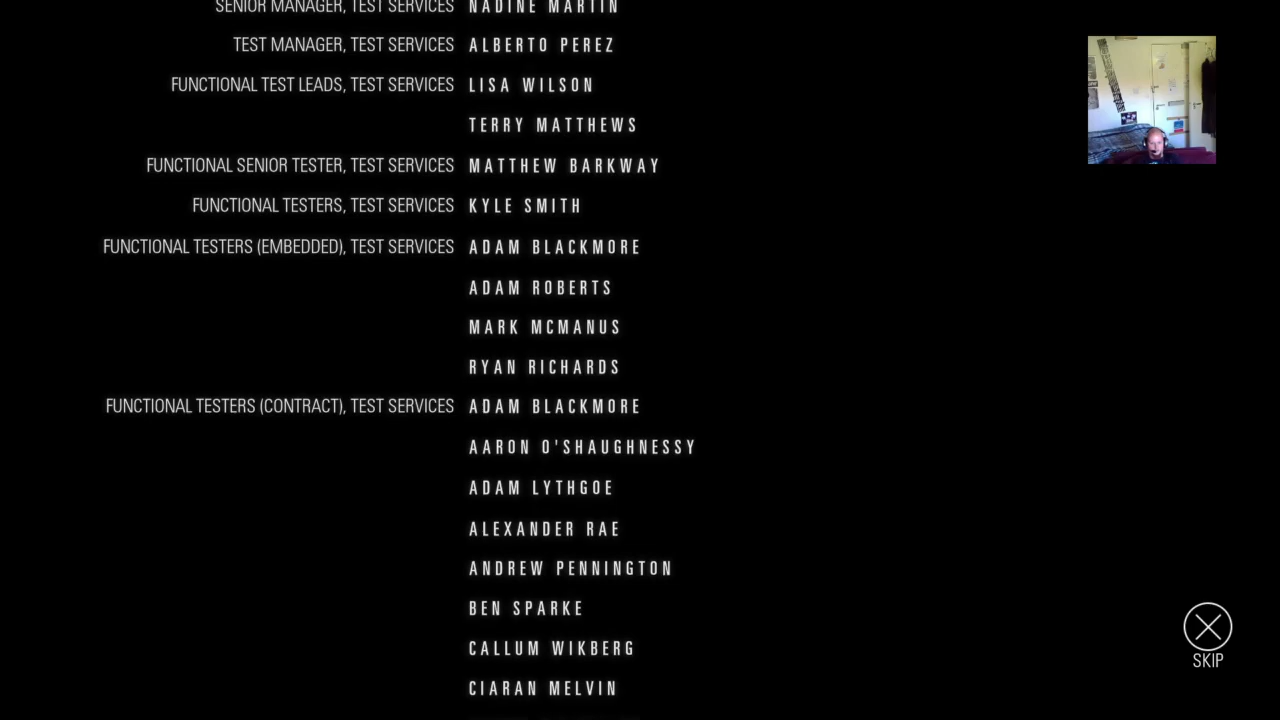 SENIOR MANAGER, TEST SERVICES NADINE MARTIN
TEST MANAGER, TEST SERVICES ALBERTO PEREZ
FUNCTIONAL TEST LEADS, TEST SERVICES LISA WILSON
TERRY MATTHEWS
FUNCTIONAL SENIOR TESTER, TEST SERVICES MATTHEW BARKWAY
FUNCTIONAL TESTERS, TEST SERVICES KYLE SMITH
FUNCTIONAL TESTERS (EMBEDDED), TEST SERVICES ADAM BLACKMORE
ADAM ROBERTS
MARK MCMANUS
RYAN RICHARDS
FUNCTIONAL TESTERS (CONTRACT), TEST SERVICES ADAM BLACKMORE
AARON O'SHAUGHNESSY
ADAM LYTHGOE
ALEXANDER RAE
ANDREW PENNINGTON
BEN SPARKE
CALLUM WIKBERG
CIARAN MELVIN
SKIP